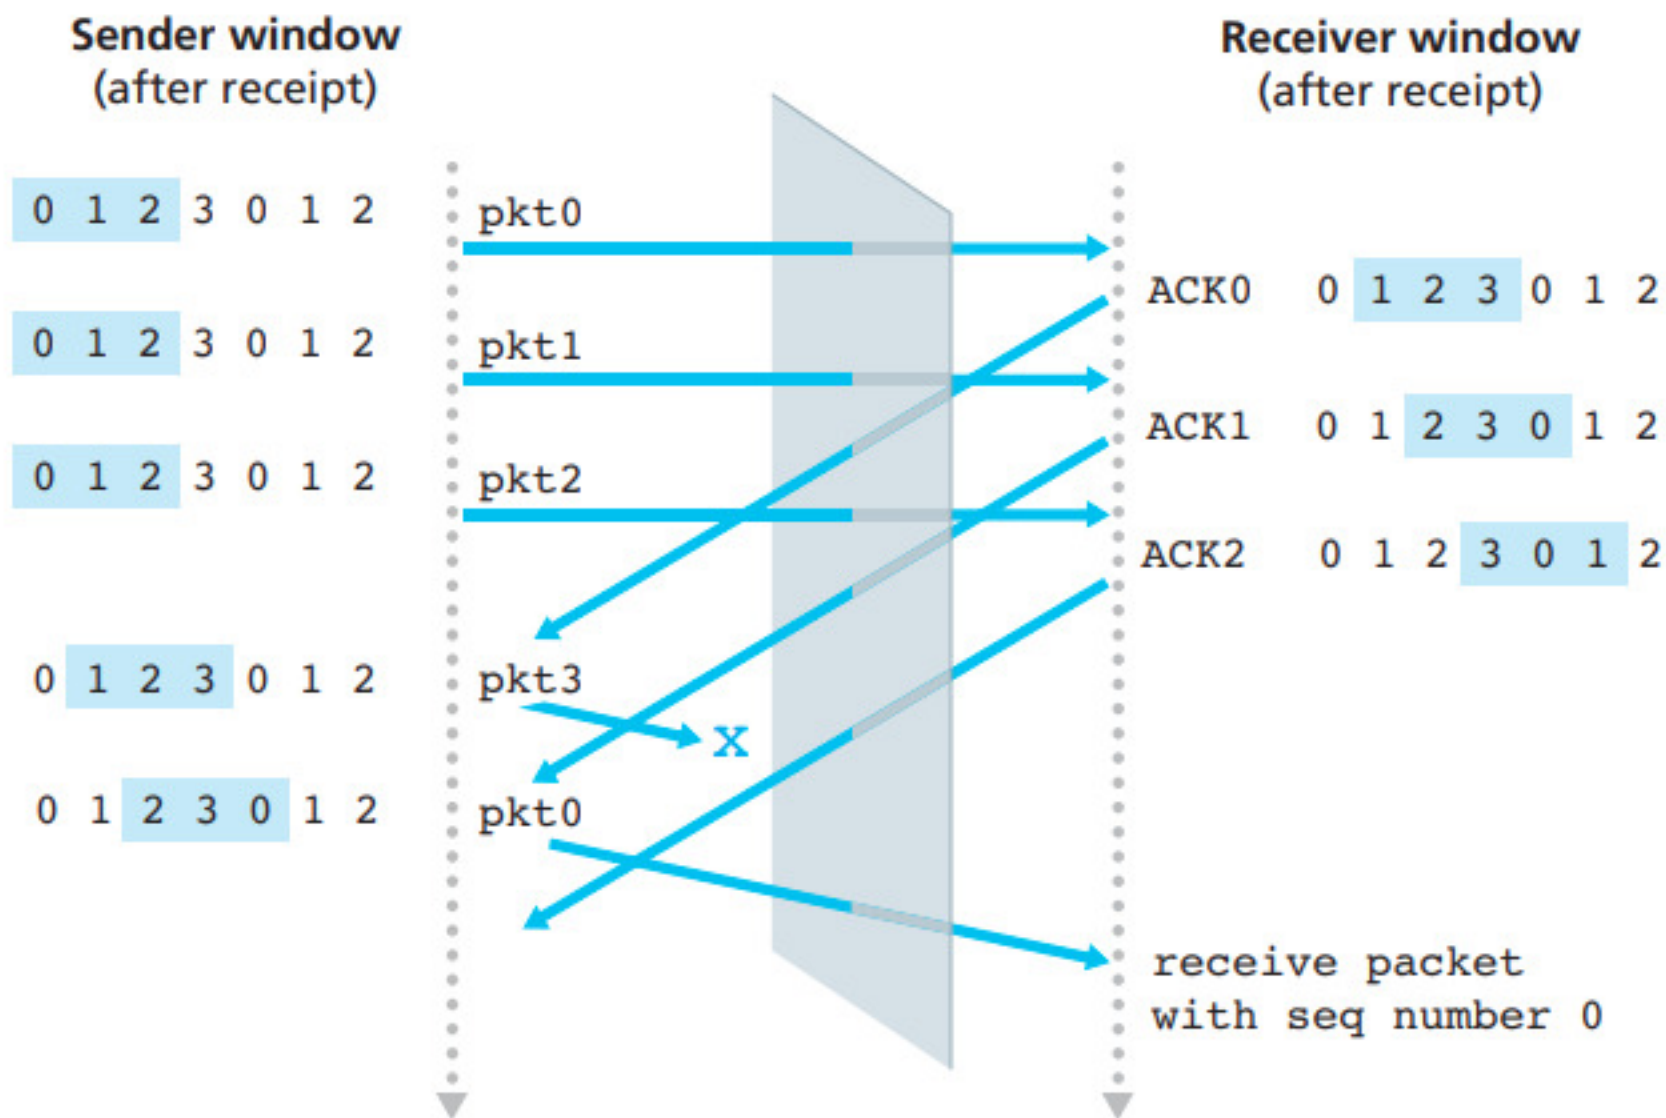 Sender window
(after receipt)
Receiver window
(after receipt)
0 1 2 3 0 1 2
pkt0
ACK0 0 1 2 3 0 1 2
0 1 2 3 0 1 2
pkt1
ACK1 0 1 2 3 0 1 2
0 1 2 3 0 1 2
pkt2
ACK2 0 1 2 3 0 1 2
0 1 2 3 0 1 2
pkt3
X
0 1 2 3 0 1 2
pkt0
receive packet
with seq number 0